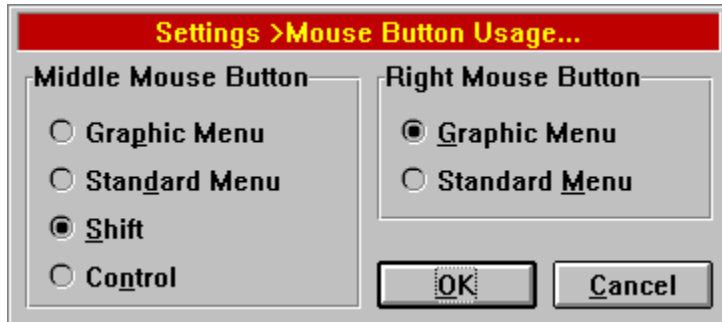 Settings >Mouse Button Usage...
Middle Mouse Button
Graphic Menu
Standard Menu
Shift
Control
Right Mouse Button
Graphic Menu
Standard Menu
OK
Cancel